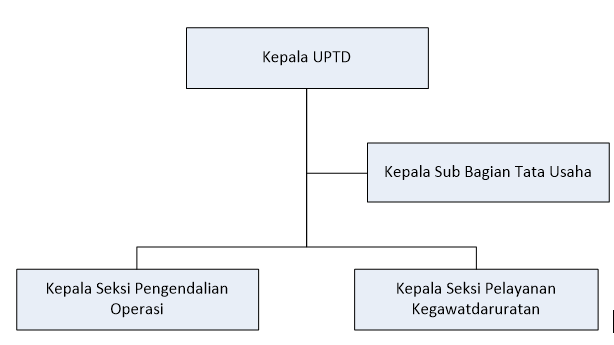 Kepala UPTD
Kepala Sub Bagian Tata Usaha
Kepala Seksi Pengendalian
Operasi
Kepala Seksi Pelayanan
Kegawatdaruratan